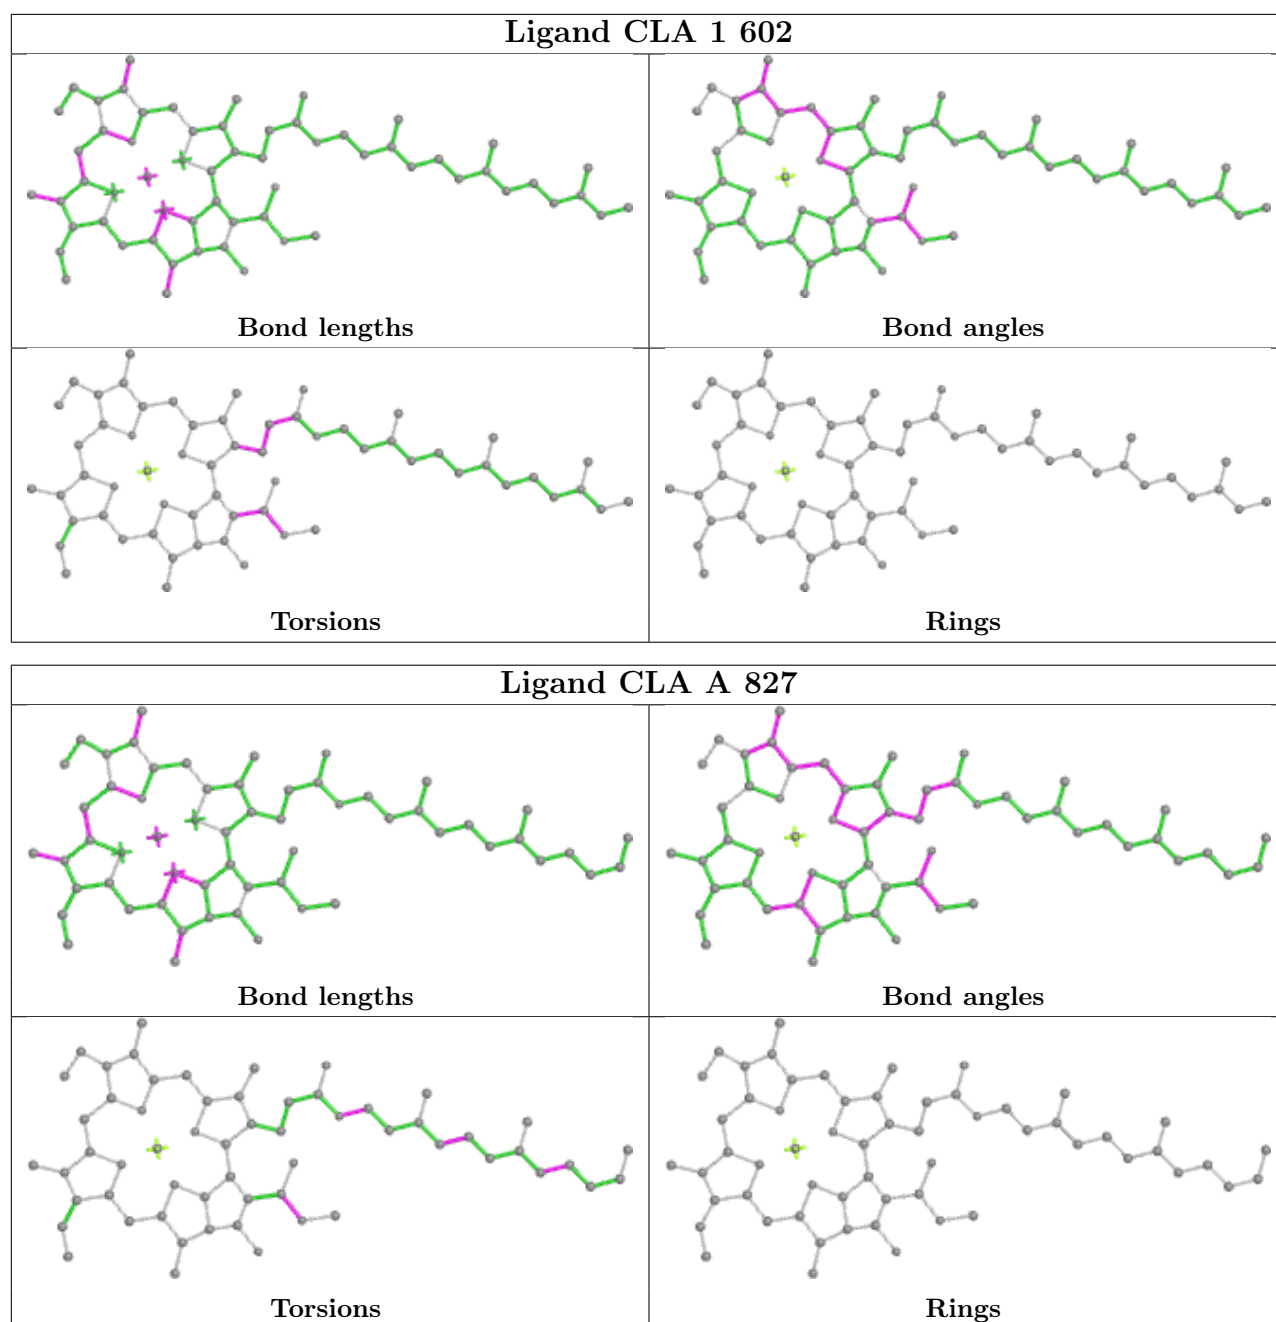 Ligand CLA 1 602
Bond lengths
Bond angles
Torsions
Rings
Ligand CLA A 827
Bond lengths
Bond angles
Torsions
Rings